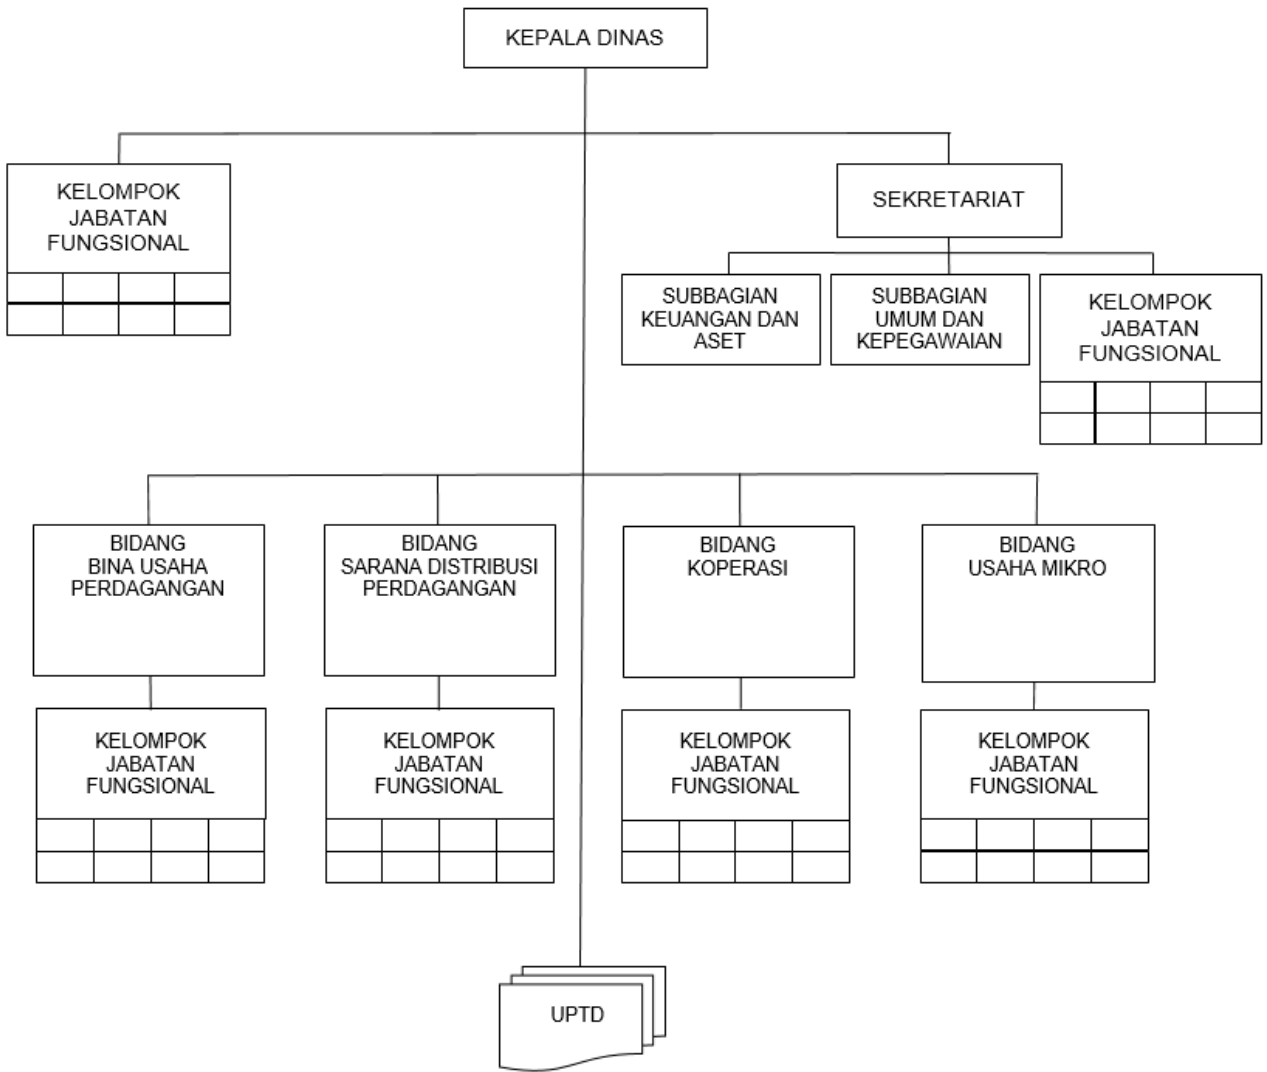 KEPALA DINAS
KELOMPOK
JABATAN
FUNGSIONAL
SEKRETARIAT
SUBBAGIAN
KEUANGAN DAN
ASET
SUBBAGIAN
UMUM DAN
KEPEGAWAIAN
KELOMPOK
JABATAN
FUNGSIONAL
BIDANG
BINA USAHA
PERDAGANGAN
BIDANG
SARANA DISTRIBUSI
PERDAGANGAN
BIDANG
KOPERASI
BIDANG
USAHA MIKRO
KELOMPOK
JABATAN
FUNGSIONAL
KELOMPOK
JABATAN
FUNGSIONAL
KELOMPOK
JABATAN
FUNGSIONAL
KELOMPOK
JABATAN
FUNGSIONAL
UPTD